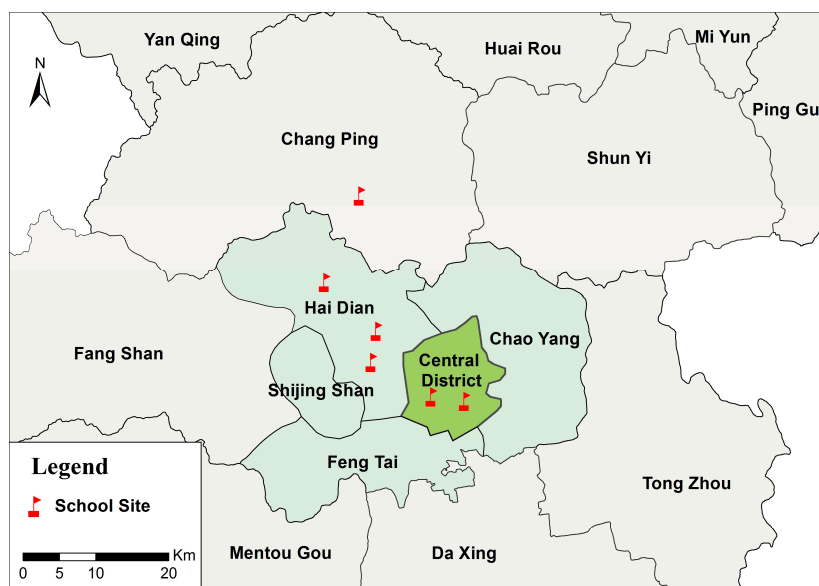 Yan Qing
Huai Rou
Mi Yun
N
Ping Gu
Chang Ping
Shun Yi
Hai Dian
Chao Yang
Fang Shan
Central
District
Shijing Shan
Feng Tai
Tong Zhou
Legend
School Site
Km
0 5 10 20
Mentou Gou
Da Xing